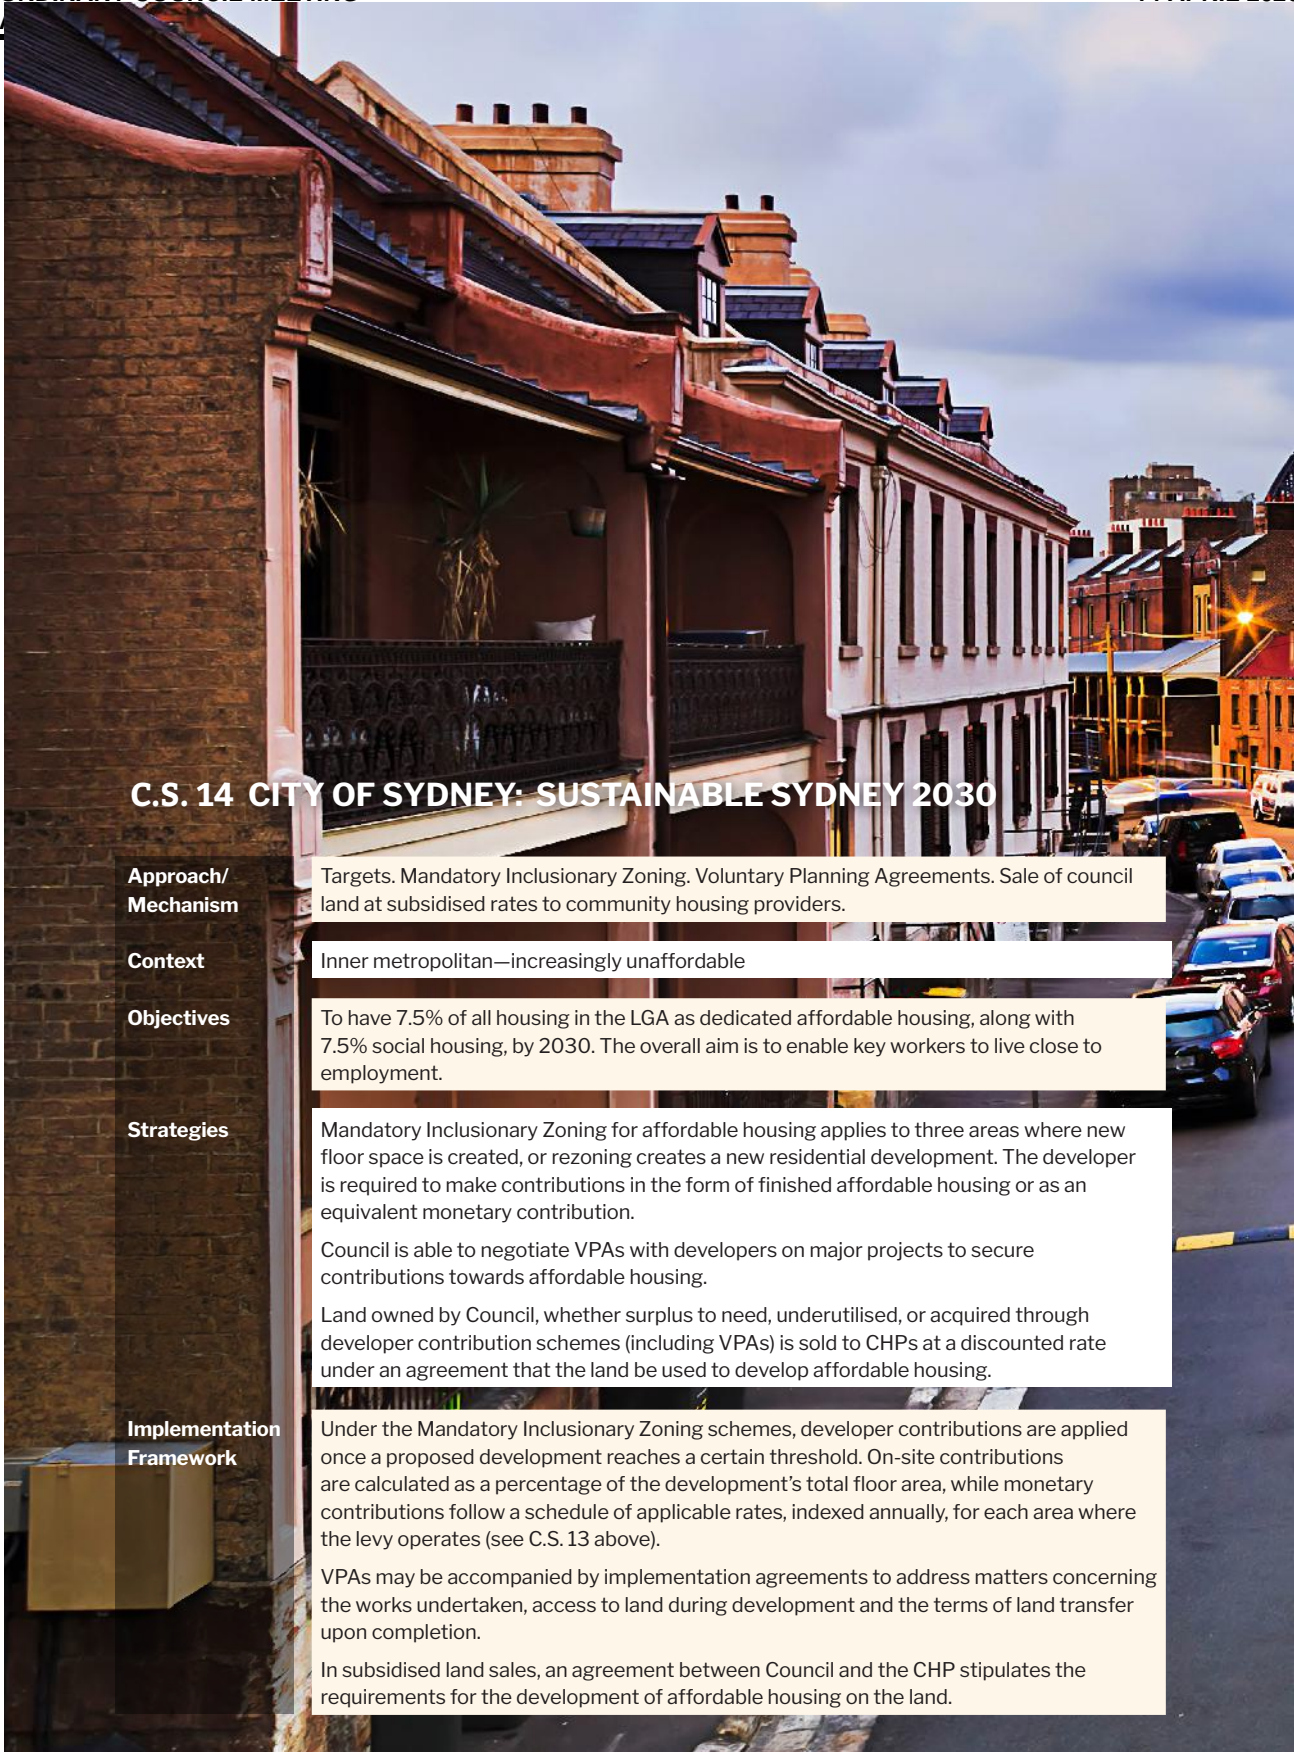 C.S. 14 CITY OF SYDNEY: SUSTAINABLE SYDNEY 2030
Approach/
Mechanism
Targets. Mandatory Inclusionary Zoning. Voluntary Planning Agreements. Sale of council
land at subsidised rates to community housing providers.
Context
Inner metropolitan—increasingly unaffordable
Objectives
To have 7.5% of all housing in the LGA as dedicated affordable housing, along with
7.5% social housing, by 2030. The overall aim is to enable key workers to live close to
employment.
Strategies
Mandatory Inclusionary Zoning for affordable housing applies to three areas where new
floor space is created, or rezoning creates a new residential development. The developer
is required to make contributions in the form of finished affordable housing or as an
equivalent monetary contribution.
Council is able to negotiate VPAs with developers on major projects to secure
contributions towards affordable housing.
Land owned by Council, whether surplus to need, underutilised, or acquired through
developer contribution schemes (including VPAs) is sold to CHPs at a discounted rate
under an agreement that the land be used to develop affordable housing.
Implementation
Framework
Under the Mandatory Inclusionary Zoning schemes, developer contributions are applied
once a proposed development reaches a certain threshold. On-site contributions
are calculated as a percentage of the development's total floor area, while monetary
contributions follow a schedule of applicable rates, indexed annually, for each area where
the levy operates (see C.S. 13 above).
VPAs may be accompanied by implementation agreements to address matters concerning
the works undertaken, access to land during development and the terms of land transfer
upon completion.
In subsidised land sales, an agreement between Council and the CHP stipulates the
requirements for the development of affordable housing on the land.